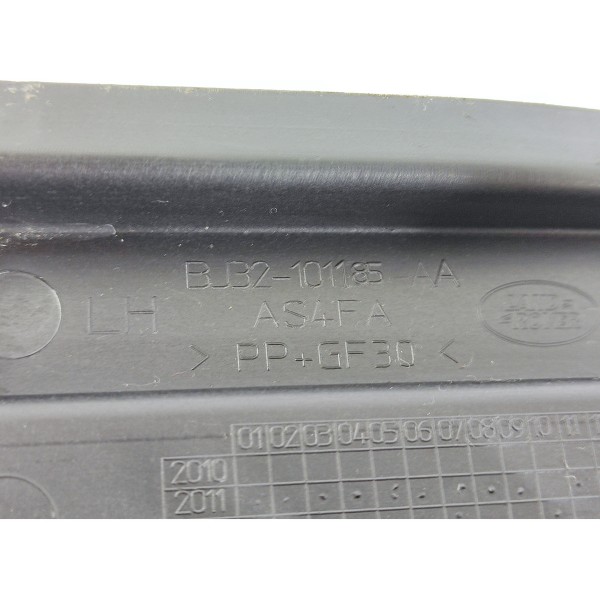 BJ32-101185-AA
LH AS4FA
LAND ROVER
> PP+GF30 <
01 02 03 04 05 06 07 08 09 10 11
2010
2011